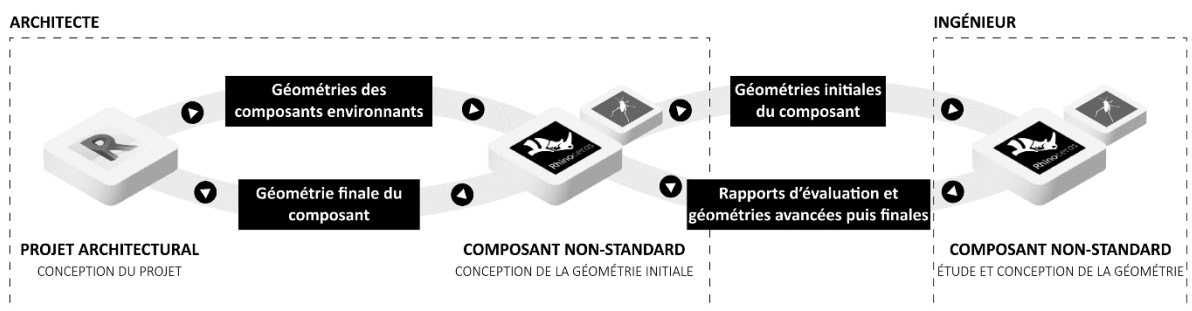 ARCHITECTE
INGÉNIEUR
Géométries des
composants environnants
Géométries initiales
du composant
R
Rhinoceros
Rhinoceros
Géométrie finale du
composant
Rapports d’évaluation et
géométries avancées puis finales
PROJET ARCHITECTURAL
CONCEPTION DU PROJET
COMPOSANT NON-STANDARD
CONCEPTION DE LA GÉOMÉTRIE INITIALE
COMPOSANT NON-STANDARD
ÉTUDE ET CONCEPTION DE LA GÉOMÉTRIE